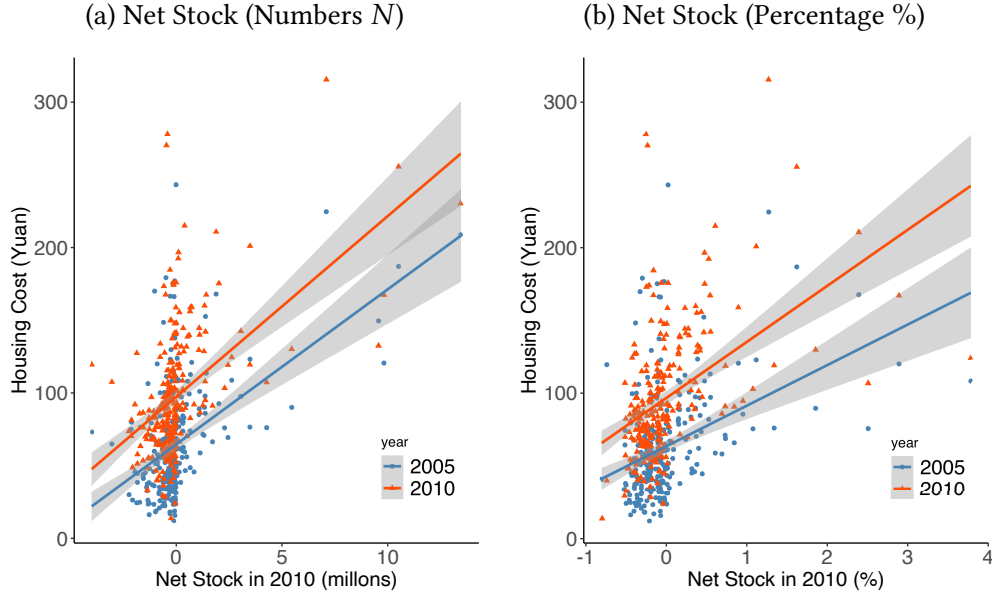 (a) Net Stock (Numbers N)
300
200
100
0
Housing Cost (Yuan)
year
2005
2010
0 5 10
Net Stock in 2010 (millons)
(b) Net Stock (Percentage %)
300
200
100
0
Housing Cost (Yuan)
year
2005
2010
-1 0 1 2 3 4
Net Stock in 2010 (%)